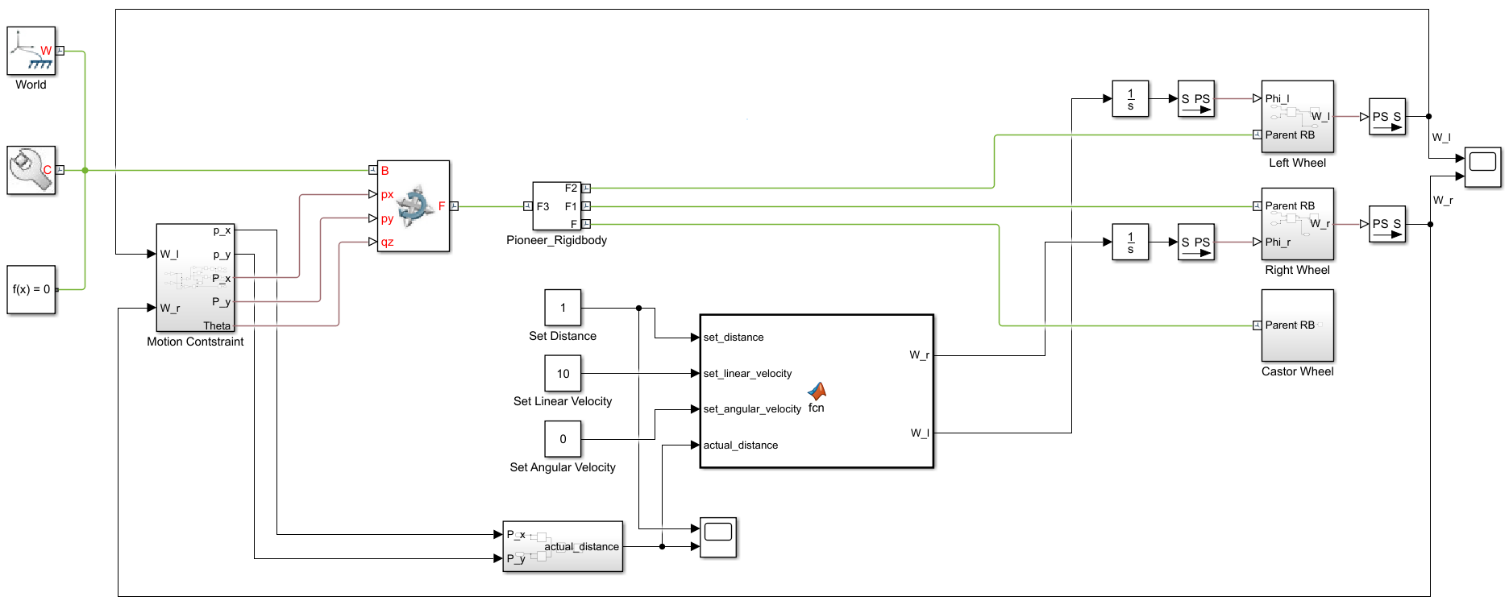 W
World
C
f(x) = 0
W_l
W_r
p_x
p_y
P_x
P_y
Theta
Motion Contstraint
B
px
py
qz
F
F3
F2
F1
F
Pioneer_Rigidbody
1
Set Distance
10
Set Linear Velocity
0
Set Angular Velocity
set_distance
set_linear_velocity
set_angular_velocity
actual_distance
fcn
W_r
W_l
P_x
P_y
actual_distance
1
s
S PS
Phi_l
Parent RB
W_l
Left Wheel
PS S
W_l
1
s
S PS
Parent RB
Phi_r
W_r
Right Wheel
PS S
W_r
Parent RB
Castor Wheel